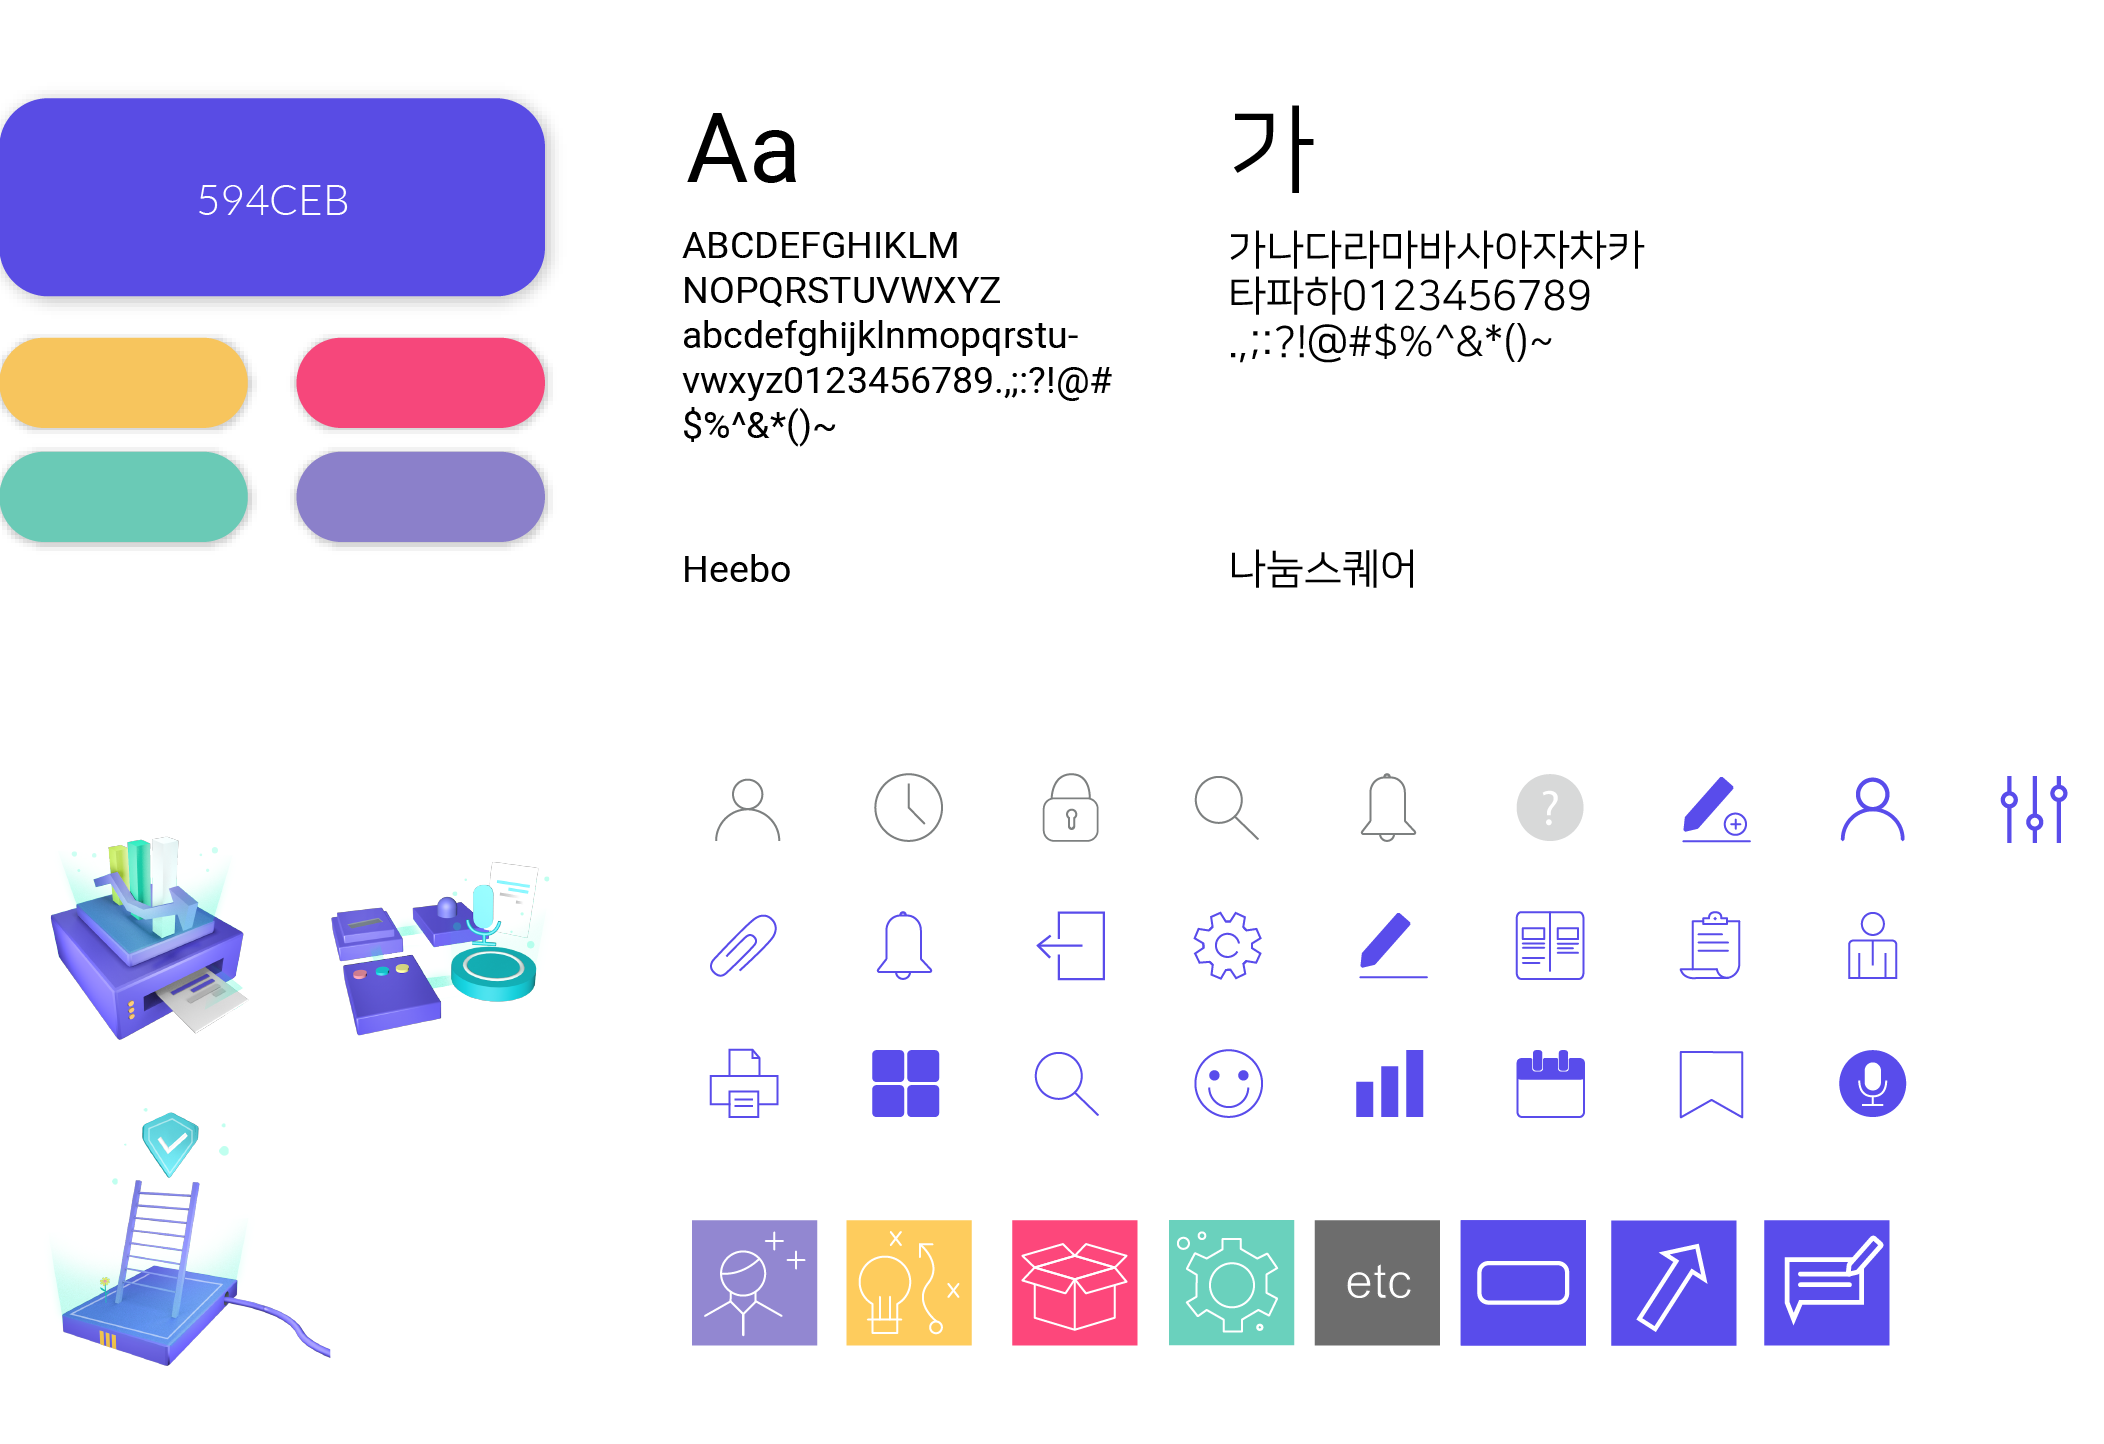 594CEB
Aa
ABCDEFGHIKLM
NOPQRSTUVWXYZ
abcdefghijklnmopqrstu-
vwxyz0123456789.,;:?!@#
$%^&*()~
Heebo
가
가나다라마바사아자차카
타파하0123456789
.,;:?!@#$%^&*()~
나눔스퀘어
?
x
x
etc